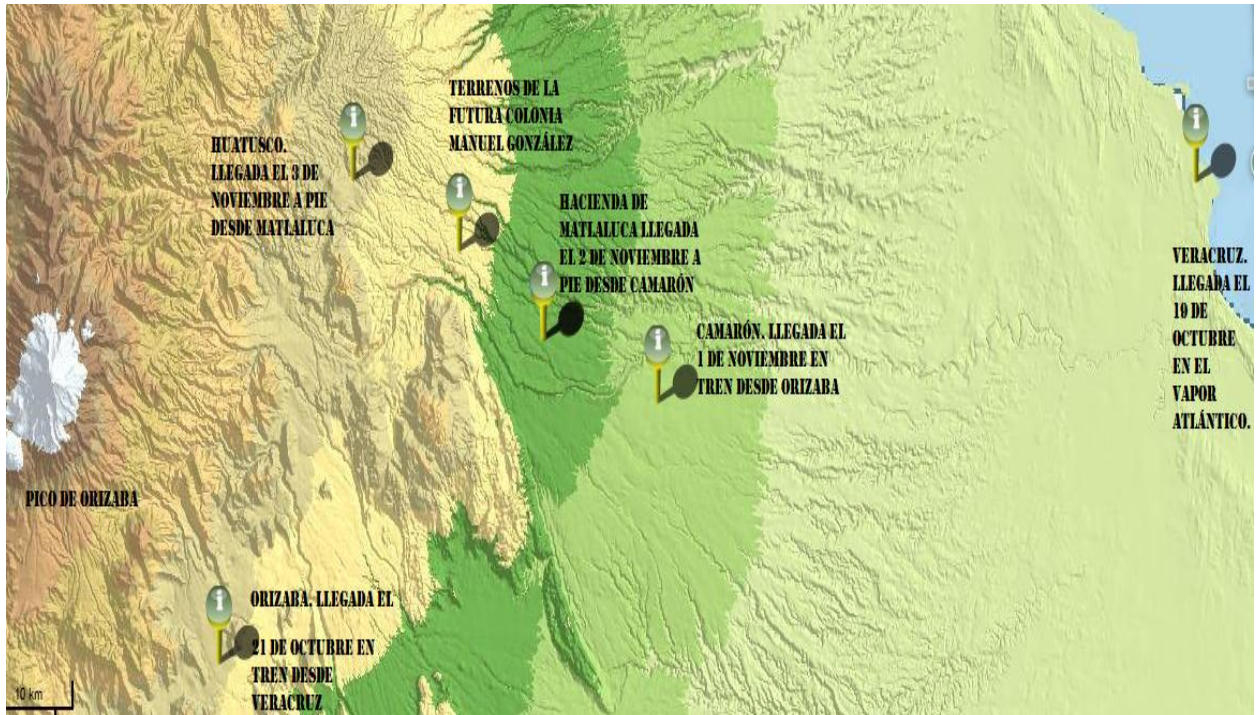 TERRENOS DE LA
FUTURA COLONIA
MANUEL GONZÁLEZ
HUATUSCO.
LLEGADA EL 3 DE
NOVIEMBRE A PIE
DESDE MATLALUCA
HACIENDA DE
MATLALUCA LLEGADA
EL 2 DE NOVIEMBRE A
PIE DESDE CAMARÓN
CAMARÓN. LLEGADA EL
1 DE NOVIEMBRE EN
TREN DESDE ORIZABA
VERACRUZ.
LLEGADA EL
19 DE
OCTUBRE
EN EL
VAPOR
ATLÁNTICO.
PICO DE ORIZABA
ORIZABA. LLEGADA EL
21 DE OCTUBRE EN
TREN DESDE
VERACRUZ
10 km